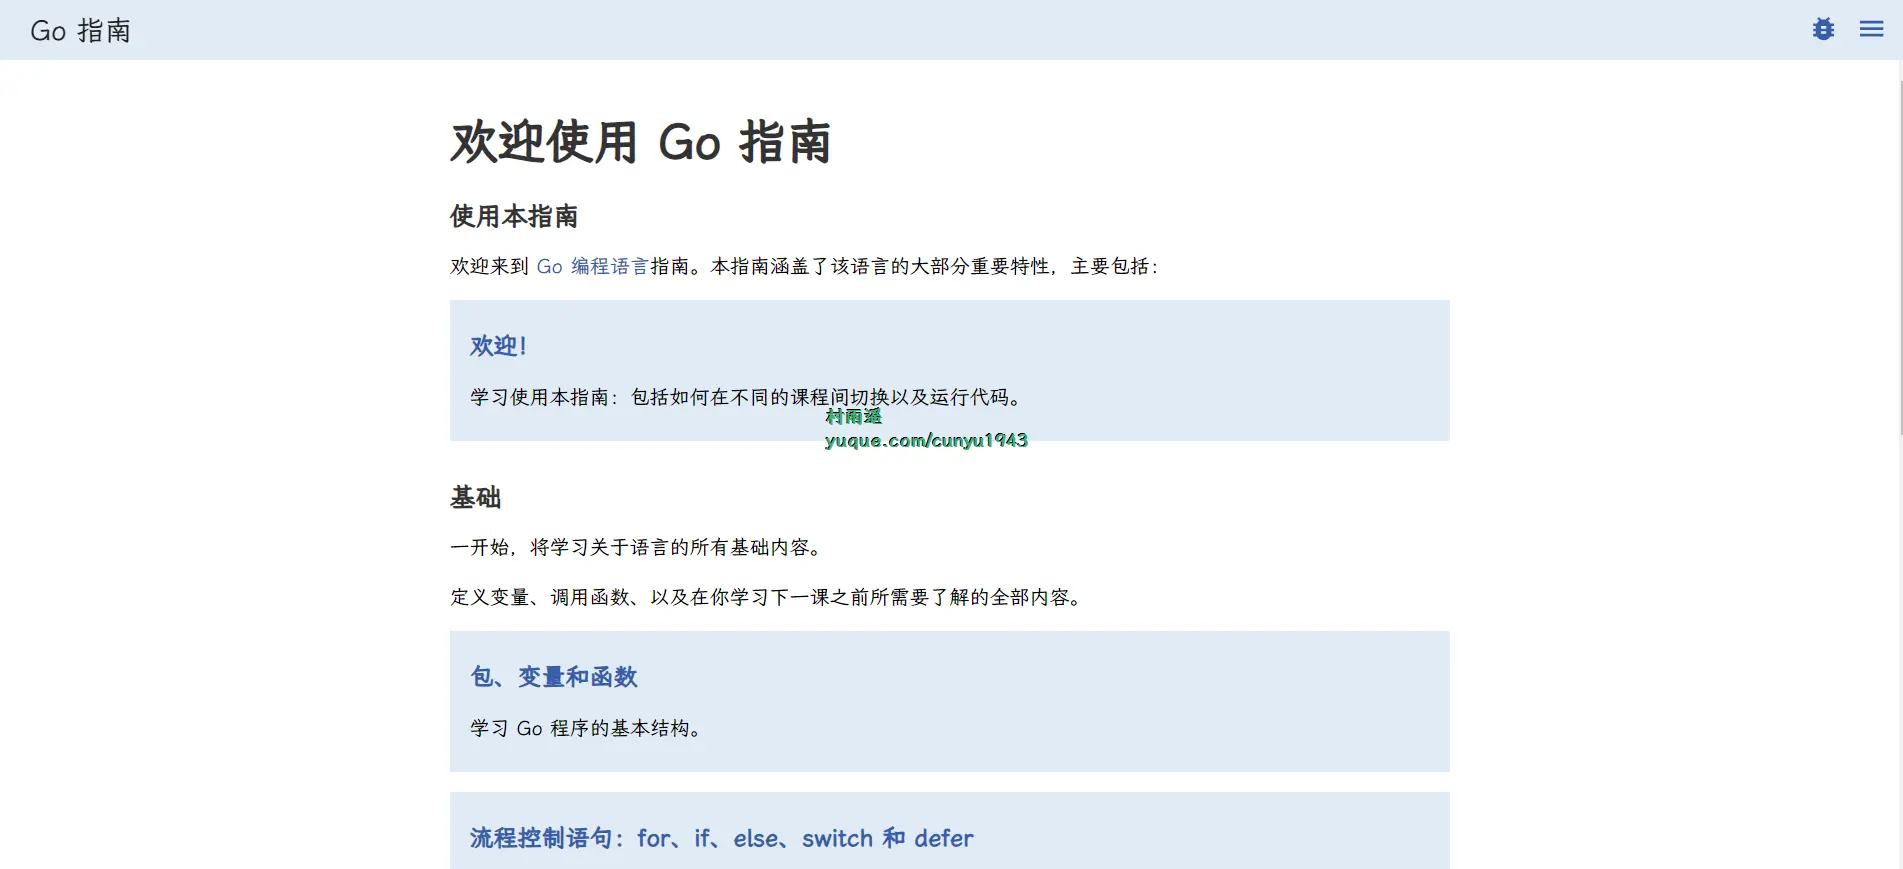 Go 指南
欢迎使用 Go 指南
使用本指南
欢迎来到 Go 编程语言指南。本指南涵盖了该语言的大部分重要特性，主要包括：
欢迎！
学习使用本指南：包括如何在不同的课程间切换以及运行代码。
村雨遥
yuque.com/cunyu1943
基础
一开始，将学习关于语言的所有基础内容。
定义变量、调用函数、以及在你学习下一课之前所需要了解的全部内容。
包、变量和函数
学习 Go 程序的基本结构。
流程控制语句：for、if、else、switch 和 defer